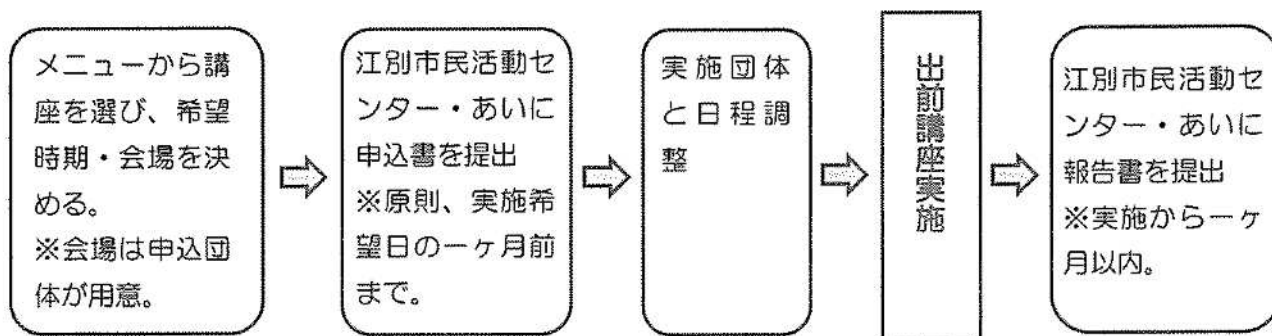 メニューから講
座を選び、希望
時期・会場を決
める。
※会場は申込団
体が用意。
江別市民活動セ
ンター・あいに
申込書を提出
※原則、実施希
望日の一ヶ月前
まで。
実施団体
と日程調
整
出前講座実施
江別市民活動セ
ンター・あいに
報告書を提出
※実施から一ヶ
月以内。